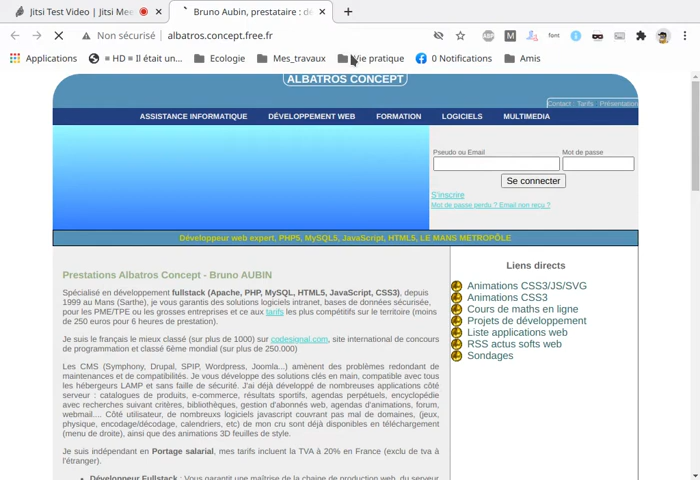 Jitsi Test Video | Jitsi Mee
Bruno Aubin, prestataire : dé
Non sécurisé | albatros.concept.free.fr
Applications
= HD = Il était un...
Ecologie
Mes_travaux
Vie pratique
0 Notifications
Amis
ALBATROS CONCEPT
Contact : Tarifs : Présentation
ASSISTANCE INFORMATIQUE DÉVELOPPEMENT WEB FORMATION LOGICIELS MULTIMEDIA
Pseudo ou Email Mot de passe
Se connecter
S'inscrire
Mot de passe perdu ? Email non reçu ?
Développeur web expert, PHP5, MySQL5, JavaScript, HTML5, LE MANS METROPÔLE
Prestations Albatros Concept - Bruno AUBIN
Spécialisé en développement fullstack (Apache, PHP, MySQL, HTML5, JavaScript, CSS3), depuis
1999 au Mans (Sarthe), je vous garantis des solutions logiciels intranet, bases de données sécurisée,
pour les PME/TPE ou les grosses entreprises et ce aux tarifs les plus compétitifs sur le territoire (moins
de 250 euros pour 6 heures de prestation).
Je suis le français le mieux classé (sur plus de 1000) sur codesignal.com, site international de concours
de programmation et classé 6ème mondial (sur plus de 250.000)
Les CMS (Symphony, Drupal, SPIP, Wordpress, Joomla...) amènent des problèmes redondant de
maintenances et de compatibilités. Je vous développe des solutions clés en main, compatible avec tous
les hébergeurs LAMP et sans faille de sécurité. J'ai déjà développé de nombreuses applications côté
serveur : catalogues de produits, e-commerce, résultats sportifs, agendas perpétuels, encyclopédie
avec recherches suivant critères, bibliothèques, gestion d'abonnés web, agendas d'animations, forum,
webmail.... Côté utilisateur, de nombreux logiciels javascript couvrant pas mal de domaines, (jeux,
physique, encodage/décodage, calendriers, etc) de mon cru sont déjà disponibles en téléchargement
(menu de droite), ainsi que des animations 3D feuilles de style.
Je suis indépendant en Portage salarial, mes tarifs incluent la TVA à 20% en France (exclu de tva à
l'étranger).
Développeur Fullstack : Vous garantit une maîtrise de la chaine de production web, du serveur
Liens directs
Animations CSS3/JS/SVG
Animations CSS3
Cours de maths en ligne
Projets de développement
Liste applications web
RSS actus softs web
Sondages